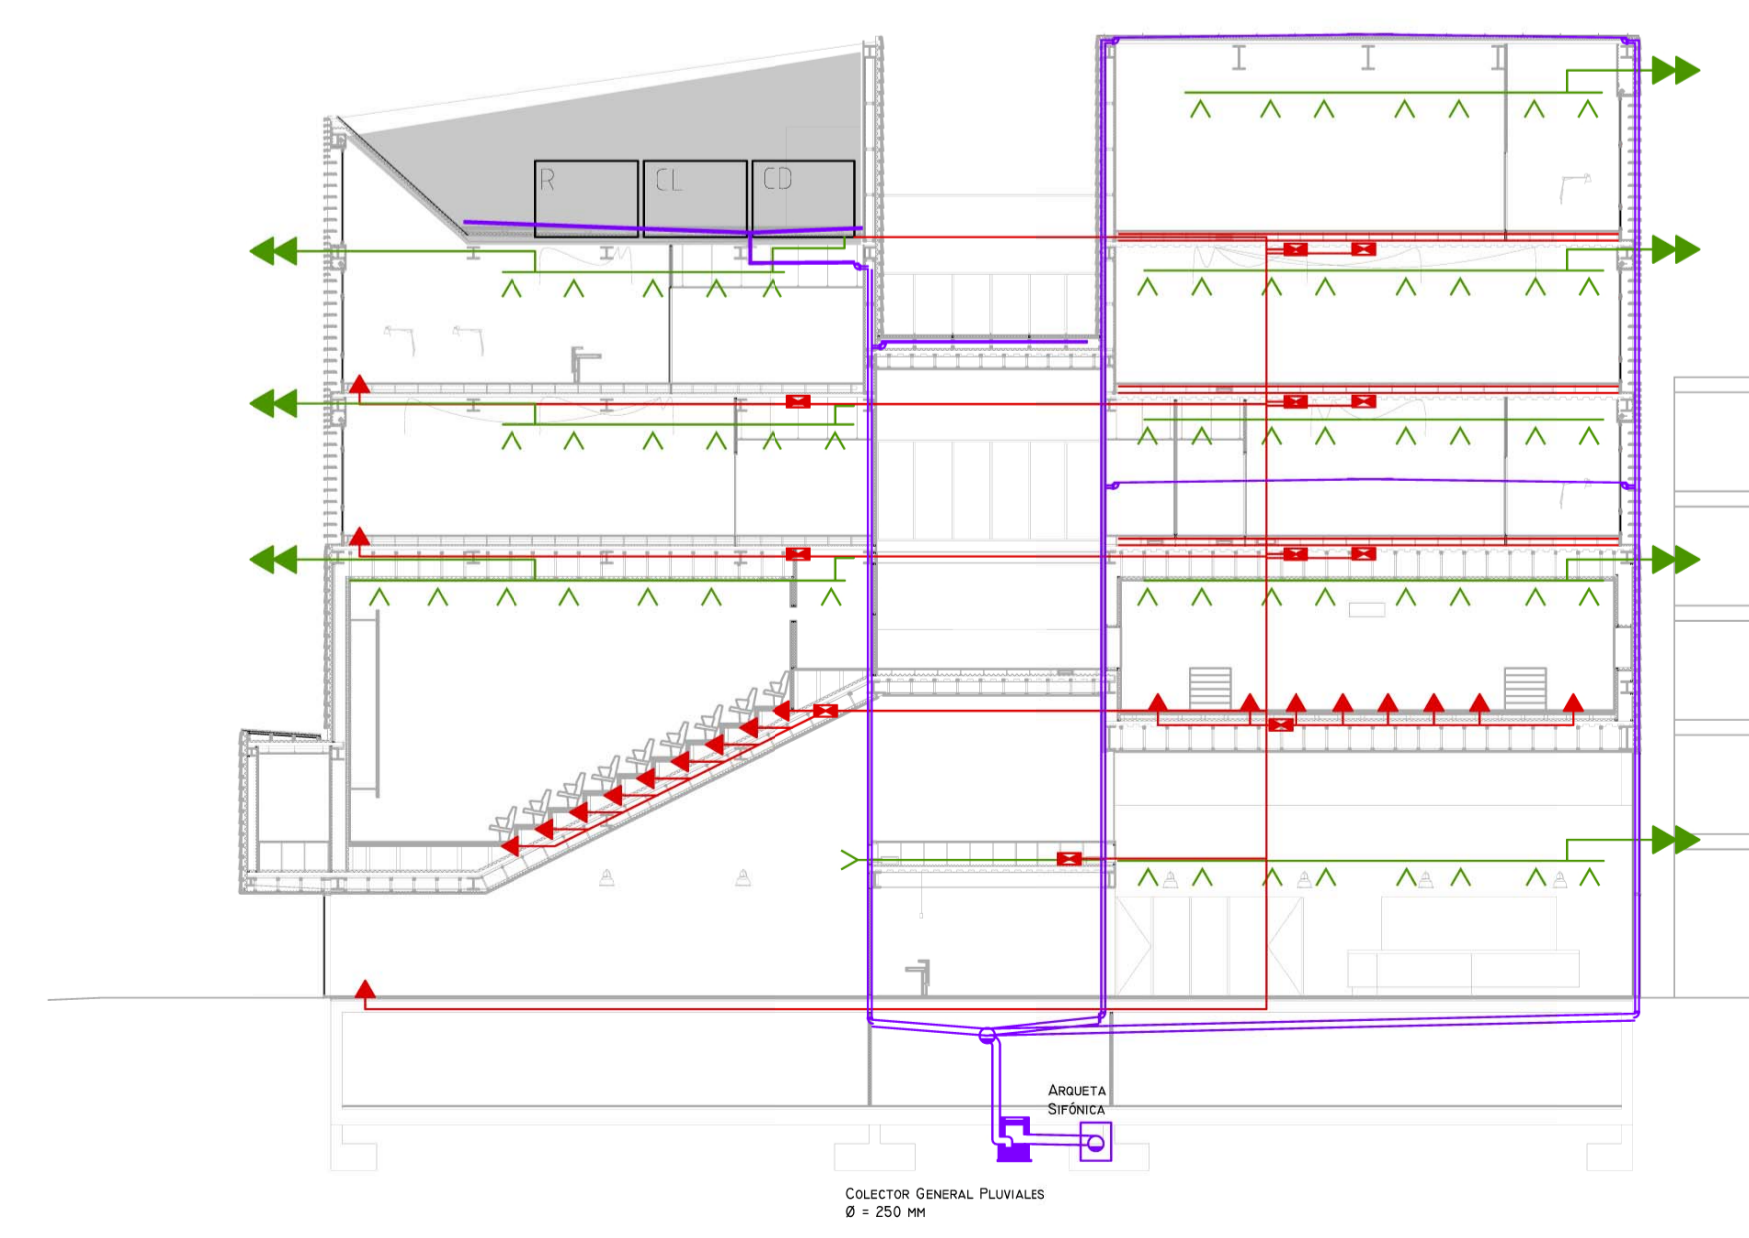 R
CL
CD
ARQUETA
SIFÓNICA
COLECTOR GENERAL PLUVIALES
Ø = 250 MM